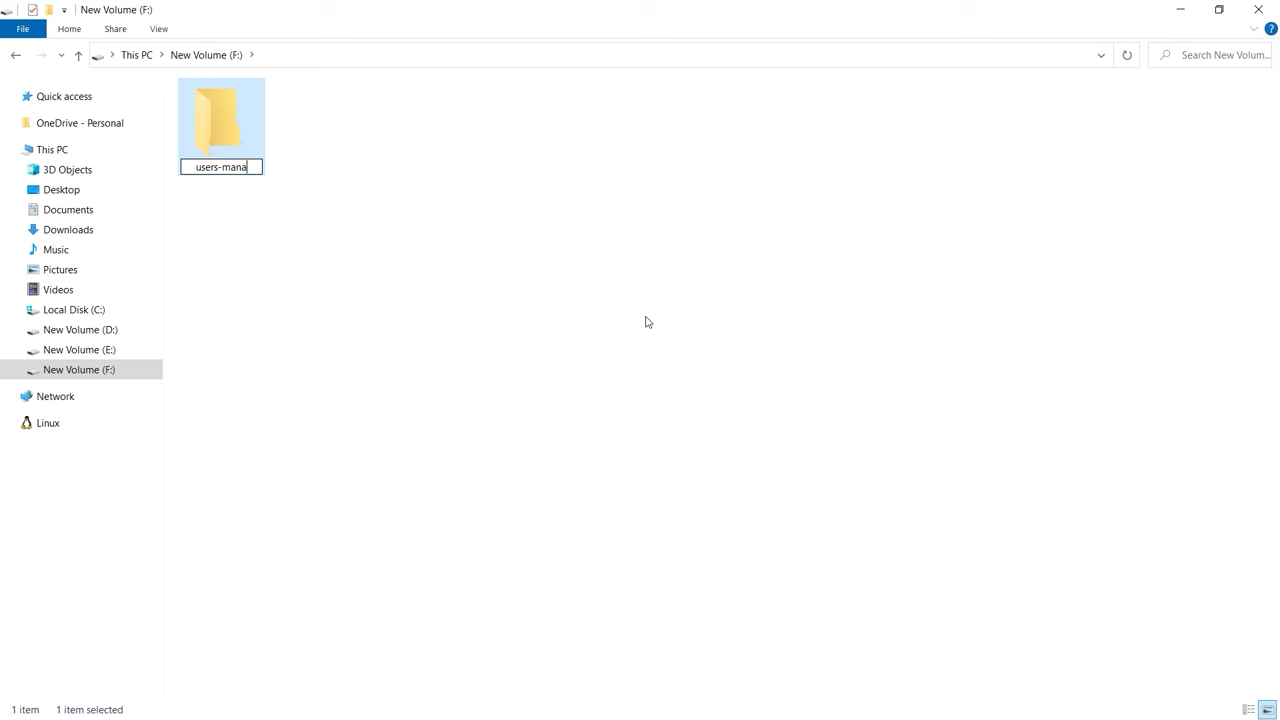 New Volume (F:)
File Home Share View
This PC New Volume (F:) Search New Volum...
Quick access
OneDrive - Personal
This PC
3D Objects
Desktop
Documents
Downloads
Music
Pictures
Videos
Local Disk (C:)
New Volume (D:)
New Volume (E:)
New Volume (F:)
Network
Linux
users-mana
1 item 1 item selected